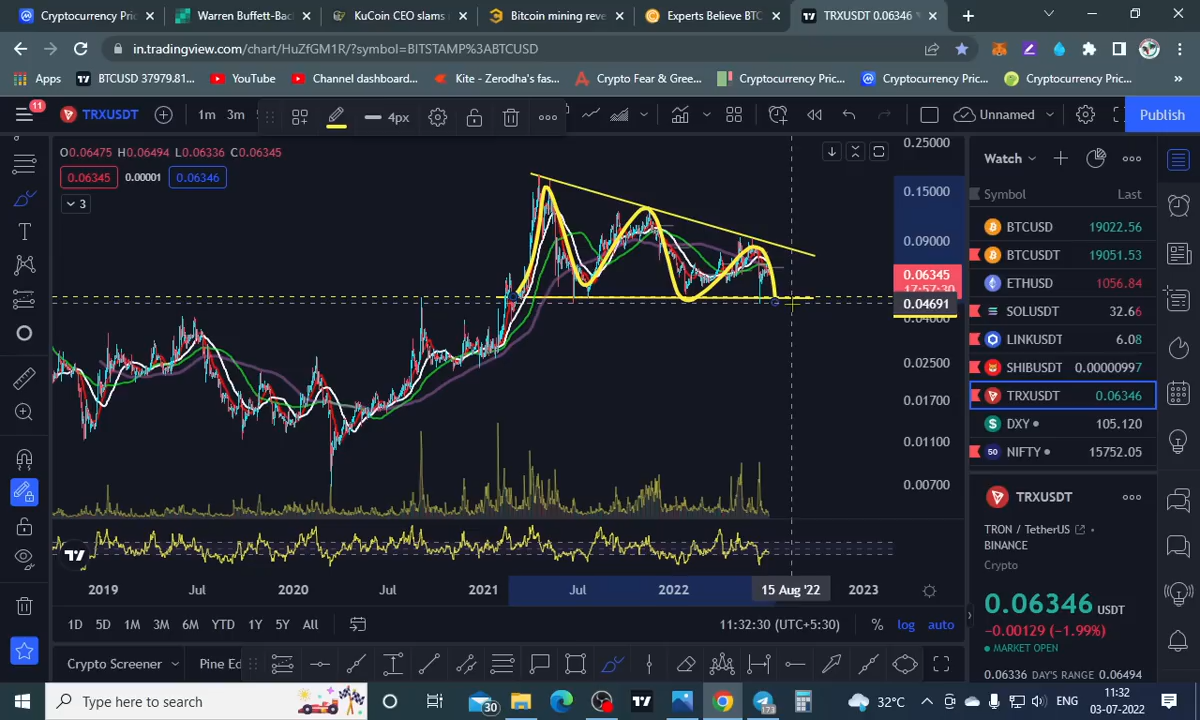 Cryptocurrency Pric
Warren Buffett-Bac
KuCoin CEO slams
Bitcoin mining reve
Experts Believe BTC
TRXUSDT 0.06346
in.tradingview.com/chart/HuZfGM1R/?symbol=BITSTAMP%3ABTCUSD
Apps
BTCUSD 37979.81...
YouTube
Channel dashboard...
Kite - Zerodha's fas...
Crypto Fear & Gree...
Cryptocurrency Pric...
Cryptocurrency Pric...
Cryptocurrency Pric...
11
TRXUSDT
1m 3m
4px
Unnamed
Publish
O0.06475 H0.06494 L0.06336 C0.06345
0.06345 0.00001 0.06346
3
0.25000
0.15000
0.09000
0.06345
17:57:30
0.04691
0.02500
0.01700
0.01100
0.00700
Watch
Symbol Last
BTCUSD 19022.56
BTCUSDT 19051.53
ETHUSD 1056.84
SOLUSDT 32.66
LINKUSDT 6.08
SHIBUSDT 0.00000997
TRXUSDT 0.06346
DXY 105.120
NIFTY 15752.05
TRXUSDT
TRON / TetherUS
BINANCE
Crypto
0.06346 USDT
−0.00129 (−1.99%)
MARKET OPEN
0.06336 DAY'S RANGE 0.06494
2019 Jul 2020 Jul 2021 Jul 2022 15 Aug '22 2023
1D 5D 1M 3M 6M YTD 1Y 5Y All
11:32:30 (UTC+5:30) % log auto
Crypto Screener Pine Ed
Type here to search
30
173
32°C
ENG
11:32
03-07-2022